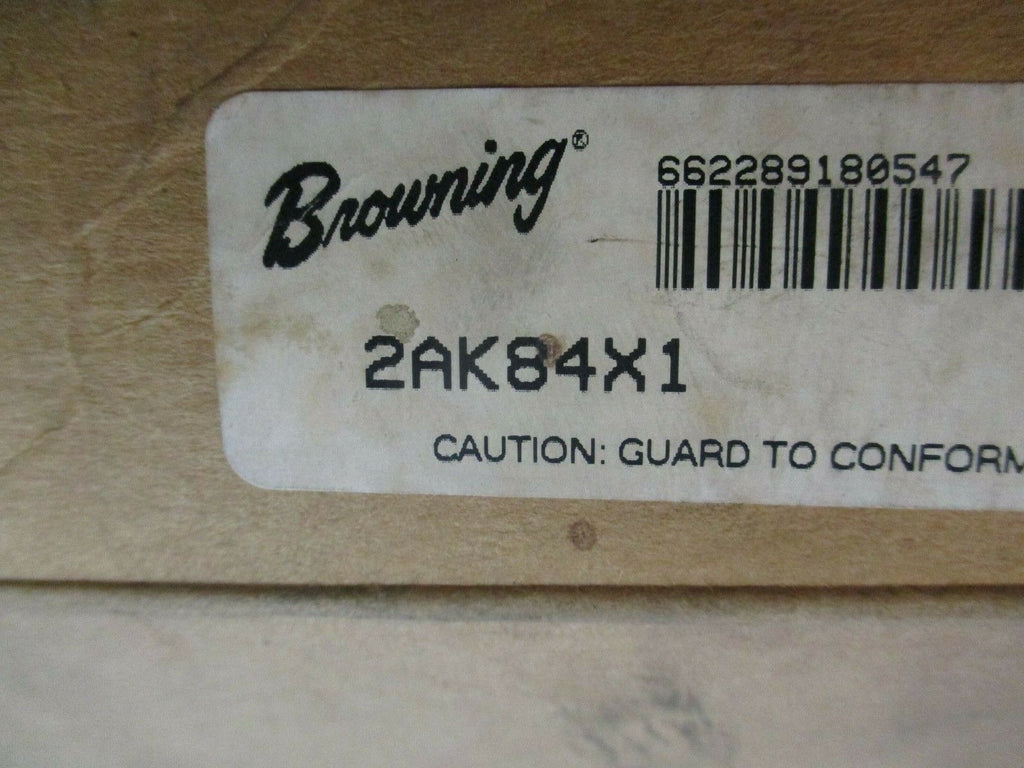 Browning®
662289180547
2AK84X1
CAUTION: GUARD TO CONFORM